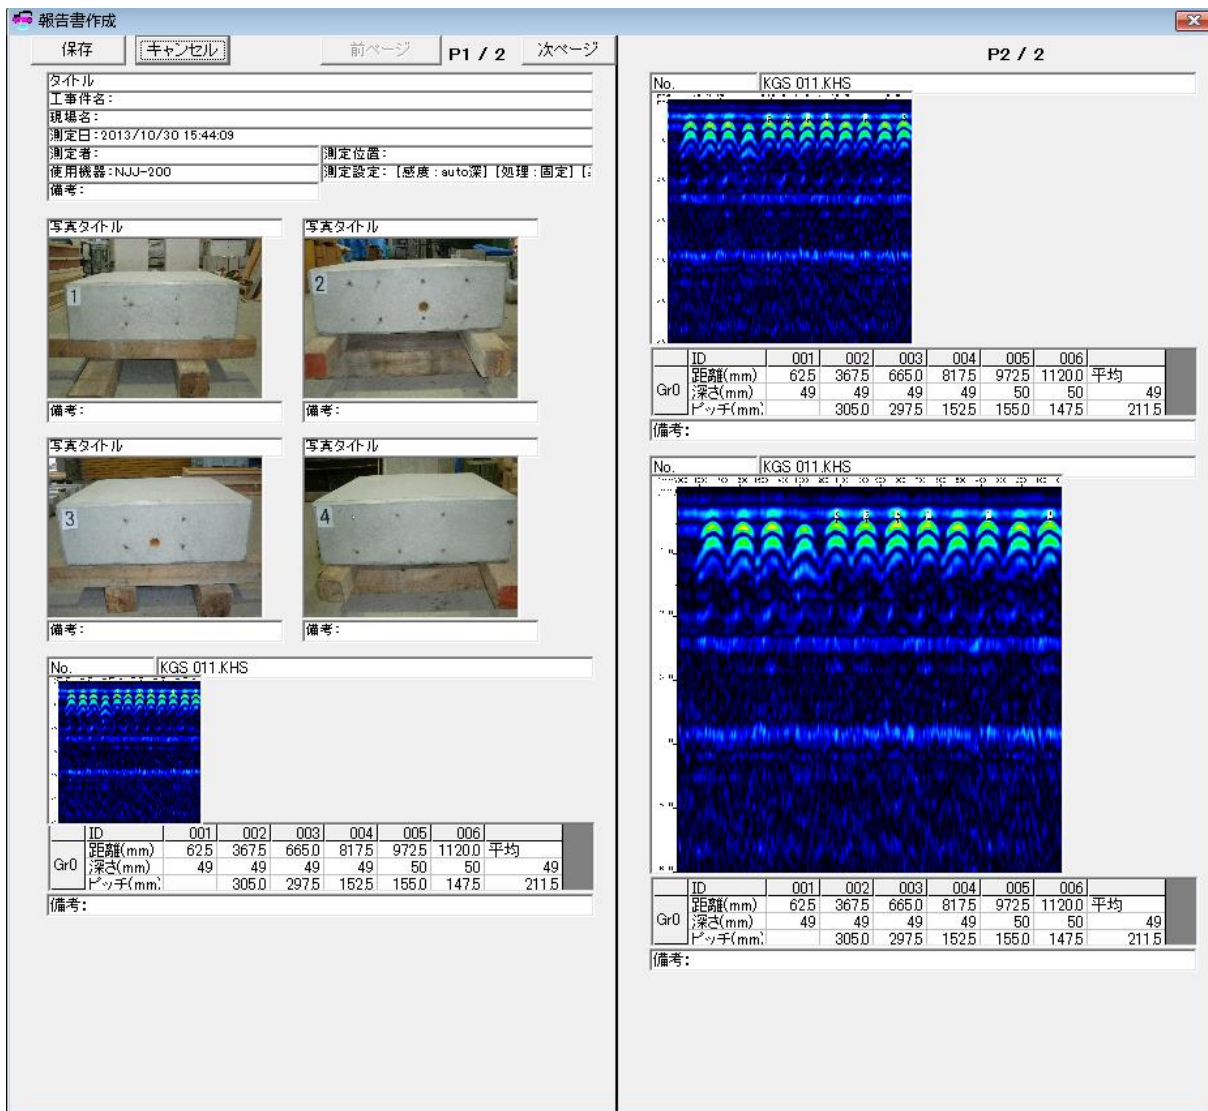 報告書作成
保存 キャンセル 前ページ P1 / 2 次ページ
タイトル
工事件名:
現場名:
測定日:2013/10/30 15:44:09
測定者: 測定位置:
使用機器:NJJ-200 測定設定: [感度:auto深] [処理:固定] [
備考:
写真タイトル 写真タイトル
1 2
備考: 備考:
写真タイトル 写真タイトル
3 4
備考: 備考:
No. KGS 011.KHS
ID 001 002 003 004 005 006
距離(mm) 62.5 367.5 665.0 817.5 972.5 1120.0 平均
Gr0 深さ(mm) 49 49 49 49 50 50 49
ピッチ(mm) 305.0 297.5 152.5 155.0 147.5 211.5
備考:
P2 / 2
No. KGS 011.KHS
ID 001 002 003 004 005 006
距離(mm) 62.5 367.5 665.0 817.5 972.5 1120.0 平均
Gr0 深さ(mm) 49 49 49 49 50 50 49
ピッチ(mm) 305.0 297.5 152.5 155.0 147.5 211.5
備考:
No. KGS 011.KHS
ID 001 002 003 004 005 006
距離(mm) 62.5 367.5 665.0 817.5 972.5 1120.0 平均
Gr0 深さ(mm) 49 49 49 49 50 50 49
ピッチ(mm) 305.0 297.5 152.5 155.0 147.5 211.5
備考: